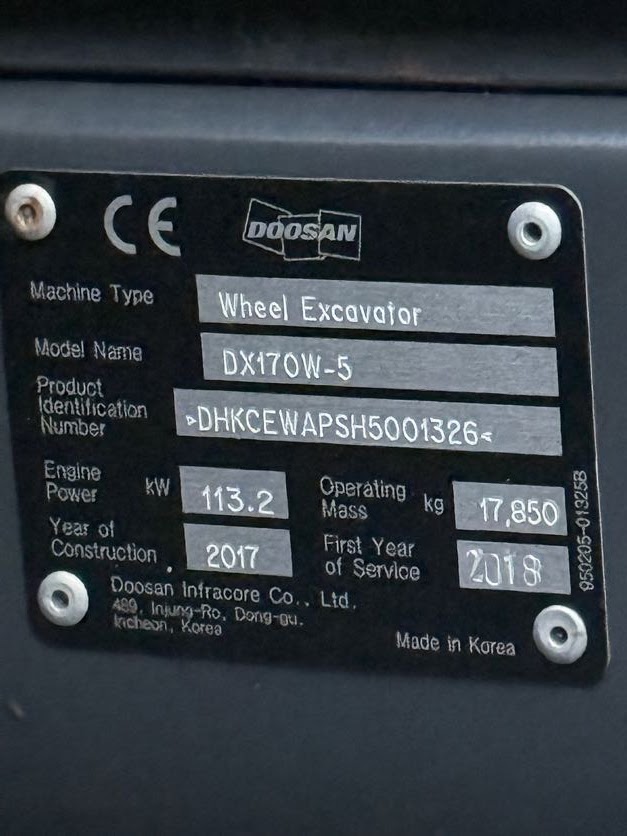 CE DOOSAN
Machine Type Wheel Excavator
Model Name DX170W-5
Product
Identification
Number >DHKCEWAPSH5001326<
Engine
Power kW 113.2
Operating
Mass kg 17,850
Year of
Construction 2017
First Year
of Service 2018
Doosan Infracore Co., Ltd.
489, Injung-Ro, Dong-gu,
Incheon, Korea
Made in Korea
950205-01325B